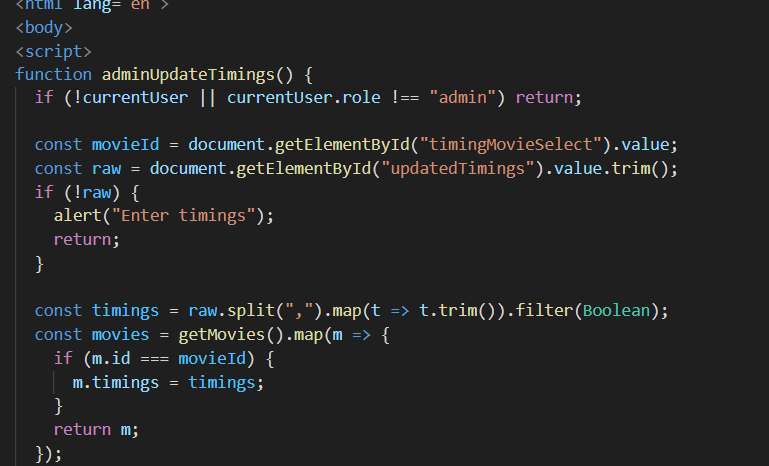 <html lang="en">
<body>
<script>
function adminUpdateTimings() {
  if (!currentUser || currentUser.role !== "admin") return;

  const movieId = document.getElementById("timingMovieSelect").value;
  const raw = document.getElementById("updatedTimings").value.trim();
  if (!raw) {
    alert("Enter timings");
    return;
  }

  const timings = raw.split(",").map(t => t.trim()).filter(Boolean);
  const movies = getMovies().map(m => {
    if (m.id === movieId) {
      m.timings = timings;
    }
    return m;
  });